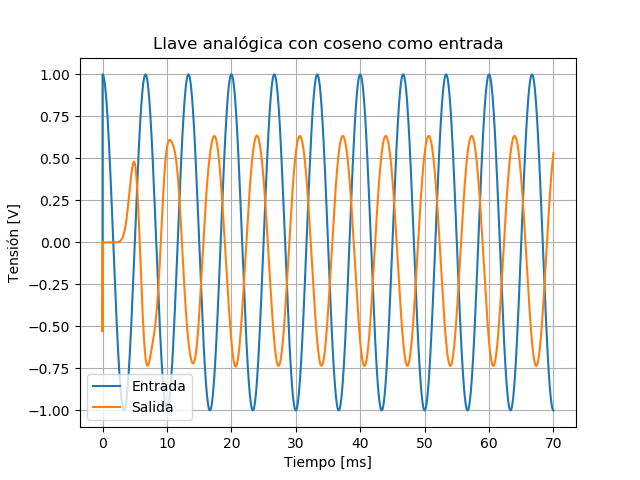 Llave analógica con coseno como entrada
1.00
0.75
0.50
0.25
0.00
−0.25
−0.50
−0.75
−1.00
Tensión [V]
Entrada
Salida
0 10 20 30 40 50 60 70
Tiempo [ms]